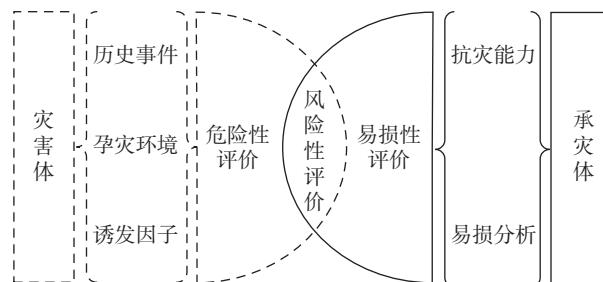 灾害体
历史事件
孕灾环境
诱发因子
危险性
评价
风险性评价
易损性
评价
抗灾能力
易损分析
承灾体